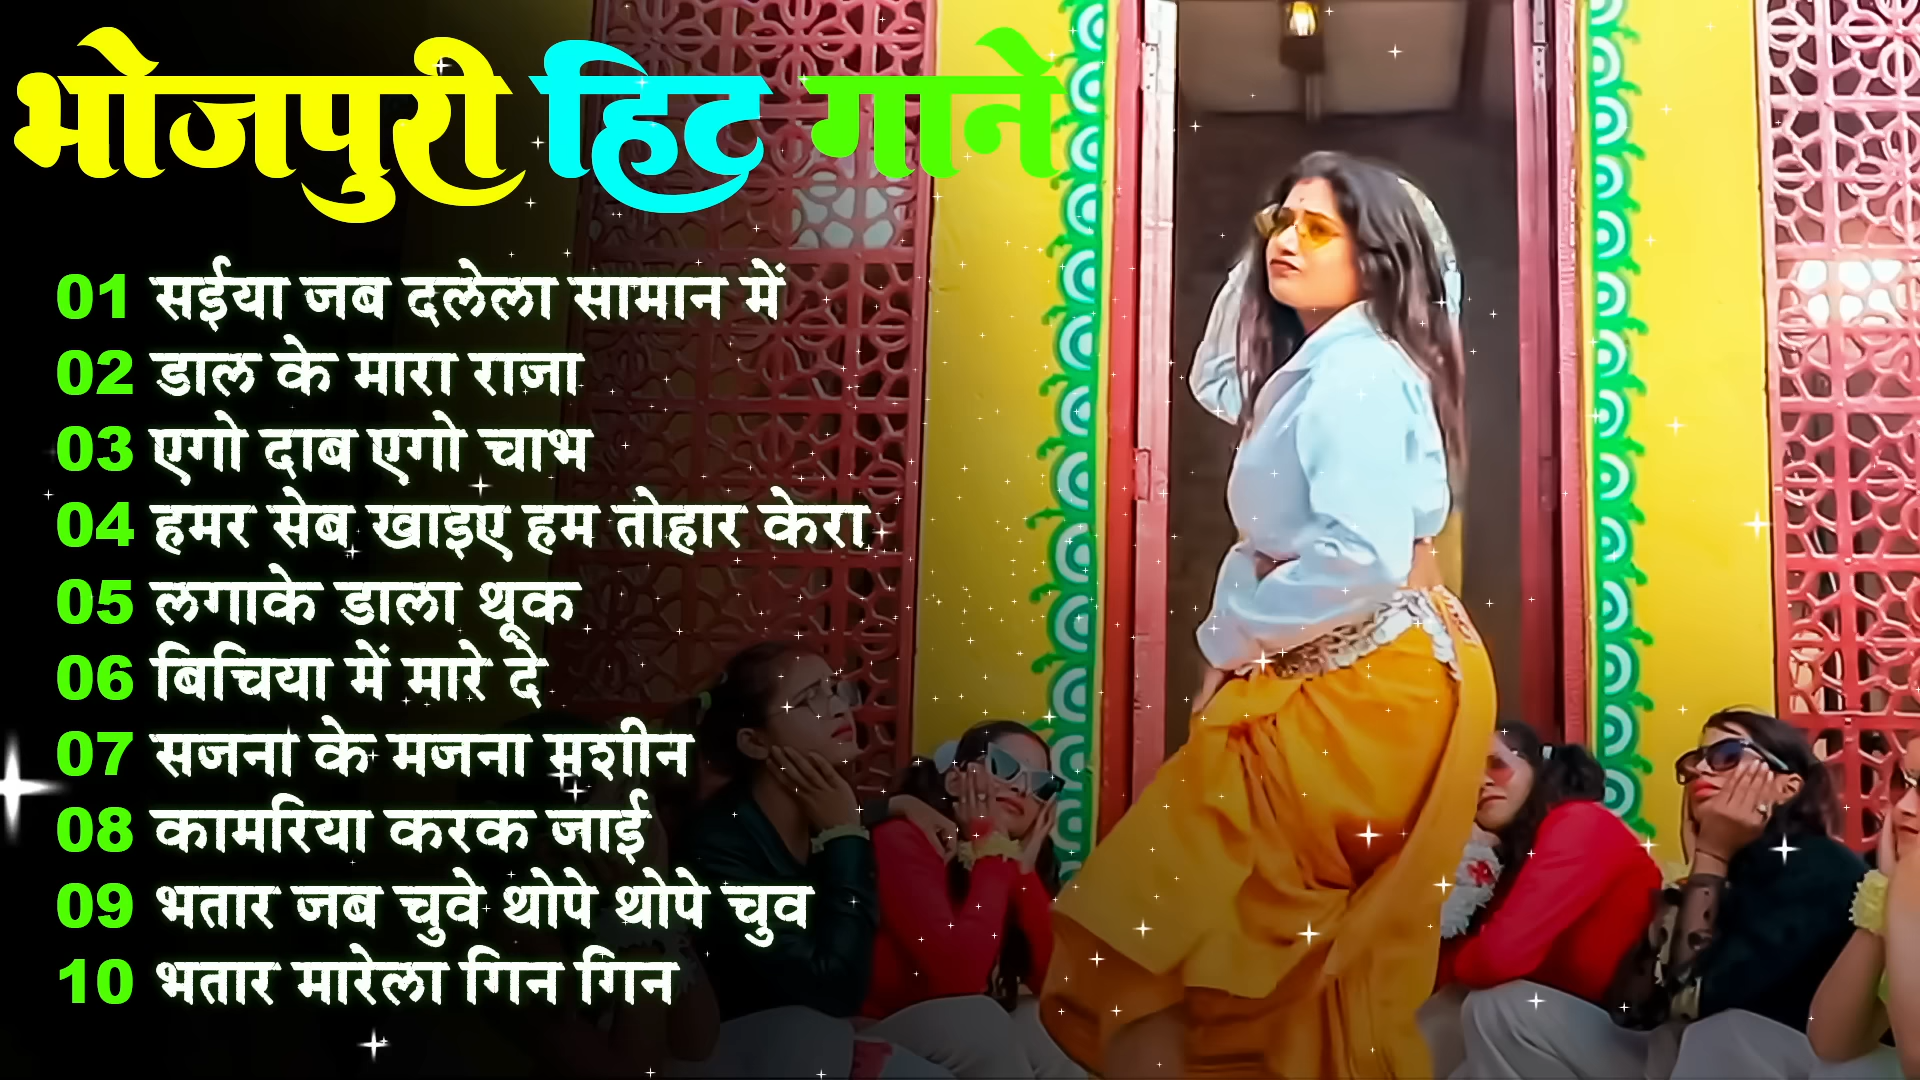 भोजपुरी हिट गाने
01 सईया जब दलेला सामान में
02 डाल के मारा राजा
03 एगो दाब एगो चाभ
04 हमर सेब खाइए हम तोहार केरा
05 लगाके डाला थूक
06 बिचिया में मारे दे
07 सजना के मजना मशीन
08 कामरिया करक जाई
09 भतार जब चुवे थोपे थोपे चुव
10 भतार मारेला गिन गिन